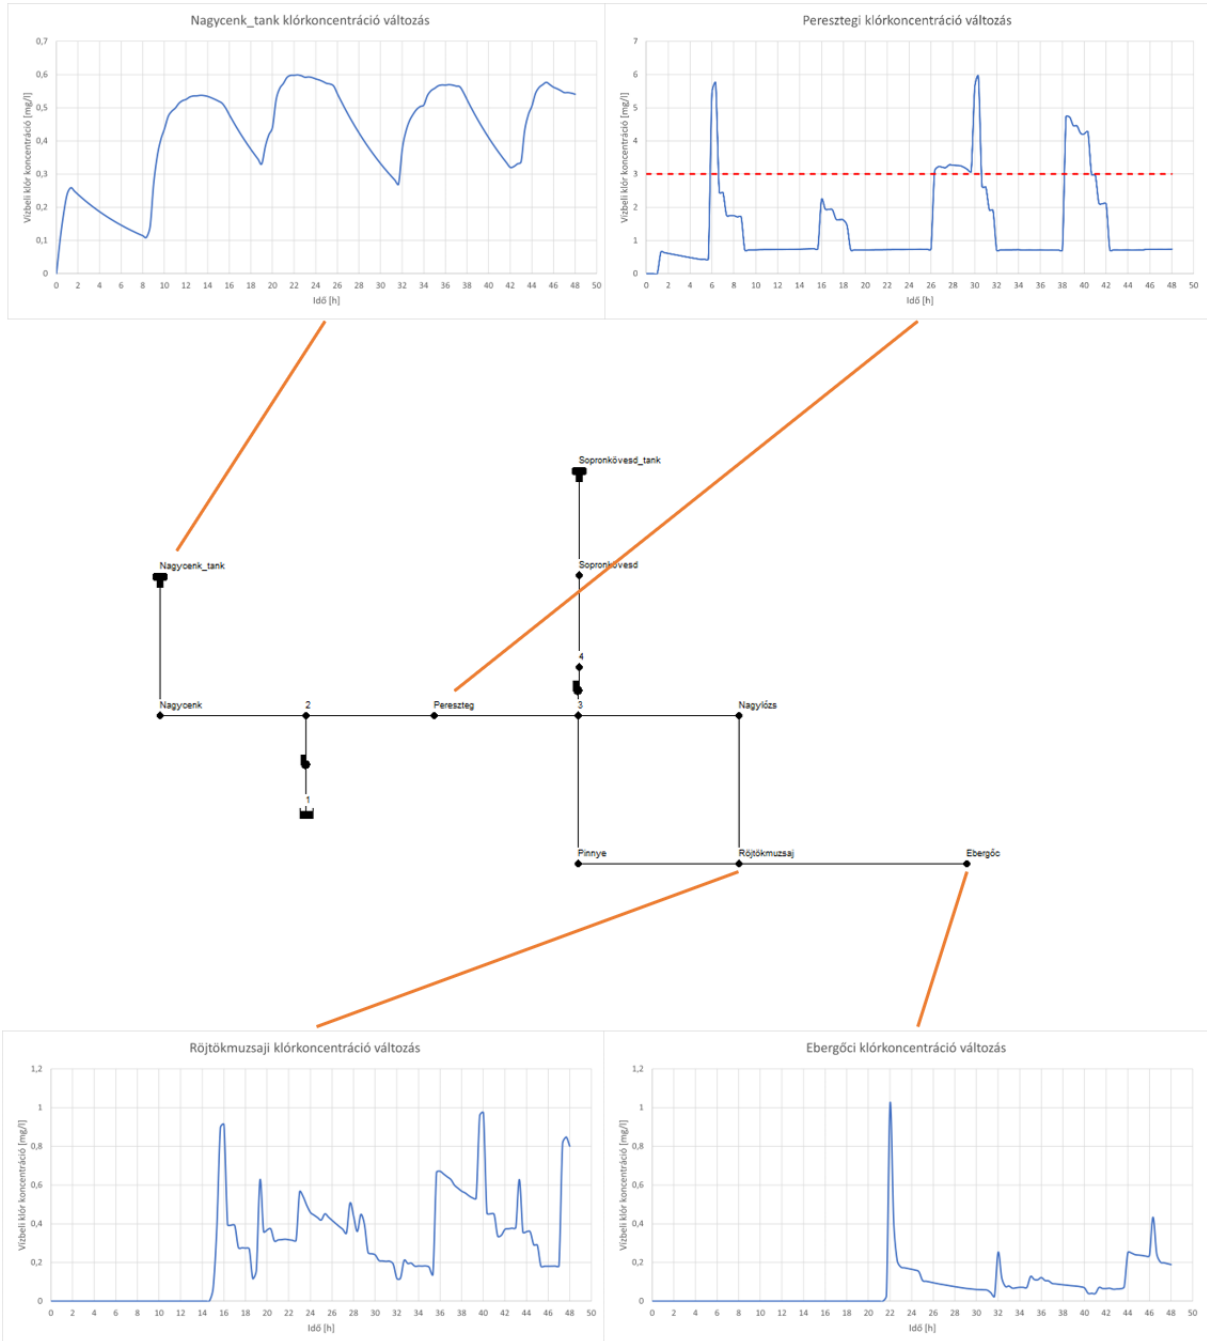 Nagycenk_tank klórkoncentráció változás
Vízbeli klór koncentráció [mg/l]
0,7
0,6
0,5
0,4
0,3
0,2
0,1
0
0 2 4 6 8 10 12 14 16 18 20 22 24 26 28 30 32 34 36 38 40 42 44 46 48 50
Idő [h]
Peresztegi klórkoncentráció változás
Vízbeli klór koncentráció [mg/l]
7
6
5
4
3
2
1
0
0 2 4 6 8 10 12 14 16 18 20 22 24 26 28 30 32 34 36 38 40 42 44 46 48 50
Idő [h]
Sopronkövesd_tank
Nagycenk_tank
Sopronkövesd
4
Nagycenk
2
Pereszteg
3
Nagylózs
1
Pinnye
Röjtökmuzsaj
Ebergőc
Röjtökmuzsaji klórkoncentráció változás
Vízbeli klór koncentráció [mg/l]
1,2
1
0,8
0,6
0,4
0,2
0
0 2 4 6 8 10 12 14 16 18 20 22 24 26 28 30 32 34 36 38 40 42 44 46 48 50
Idő [h]
Ebergőci klórkoncentráció változás
Vízbeli klór koncentráció [mg/l]
1,2
1
0,8
0,6
0,4
0,2
0
0 2 4 6 8 10 12 14 16 18 20 22 24 26 28 30 32 34 36 38 40 42 44 46 48 50
Idő [h]